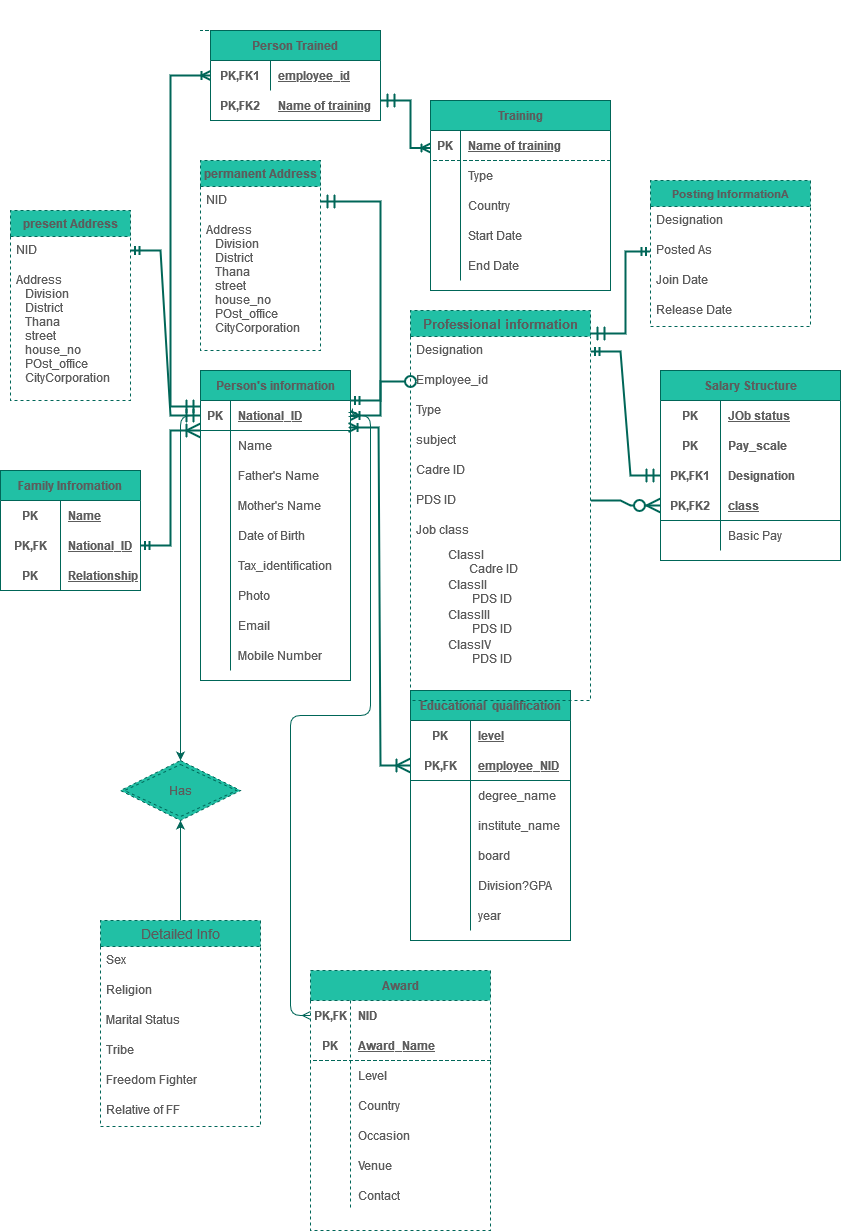 Person Trained
PK,FK1 employee_id
PK,FK2 Name of training
Training
PK Name of training
Type
Country
Start Date
End Date
permanent Address
NID
Address
Division
District
Thana
street
house_no
POst_office
CityCorporation
present Address
NID
Address
Division
District
Thana
street
house_no
POst_office
CityCorporation
Posting InformationA
Designation
Posted As
Join Date
Release Date
Professional information
Designation
Employee_id
Type
subject
Cadre ID
PDS ID
Job class
ClassI
Cadre ID
ClassII
PDS ID
ClassIII
PDS ID
ClassIV
PDS ID
Person's information
PK National_ID
Name
Father's Name
Mother's Name
Date of Birth
Tax_identification
Photo
Email
Mobile Number
Salary Structure
PK JOb status
PK Pay_scale
PK,FK1 Designation
PK,FK2 class
Basic Pay
Family Infromation
PK Name
PK,FK National_ID
PK Relationship
Educational qualification
PK level
PK,FK employee_NID
degree_name
institute_name
board
Division?GPA
year
Has
Detailed Info
Sex
Religion
Marital Status
Tribe
Freedom Fighter
Relative of FF
Award
PK,FK NID
PK Award_Name
Level
Country
Occasion
Venue
Contact